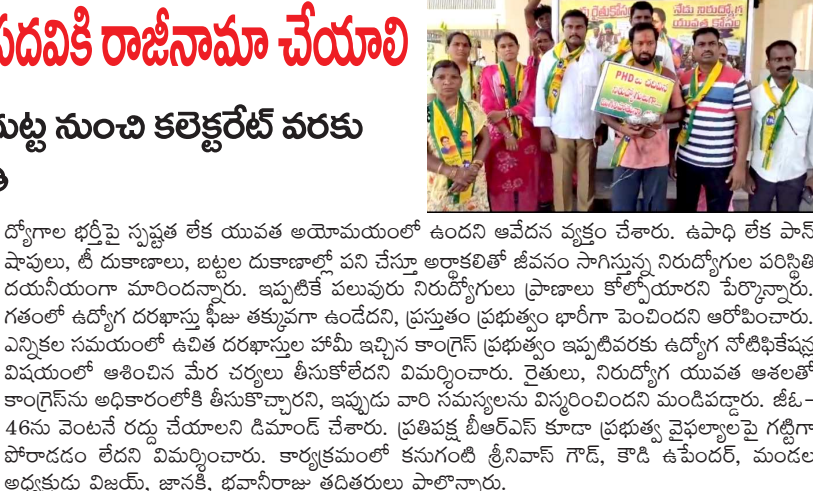 పదవికి రాజీనామా చేయాలి
నుంచి కలెక్టరేట్ వరకు
నేడు నిరుద్యోగ
యువత కోసం
రైతుకోసం
PHDలు చదివిన
ద్యోగాల భర్తీపై స్పష్టత లేక యువత అయోమయంలో ఉందని ఆవేదన వ్యక్తం చేశారు. ఉపాధి లేక పాన్
షాపులు, టీ దుకాణాలు, బట్టల దుకాణాల్లో పని చేస్తూ అర్ధాకలితో జీవనం సాగిస్తున్న నిరుద్యోగుల పరిస్థితి
దయనీయంగా మారిందన్నారు. ఇప్పటికే పలువురు నిరుద్యోగులు ప్రాణాలు కోల్పోయారని పేర్కొన్నారు.
గతంలో ఉద్యోగ దరఖాస్తు ఫీజు తక్కువగా ఉండేదని, ప్రస్తుతం ప్రభుత్వం భారీగా పెంచిందని ఆరోపించారు.
ఎన్నికల సమయంలో ఉచిత దరఖాస్తుల హామీ ఇచ్చిన కాంగ్రెస్ ప్రభుత్వం ఇప్పటివరకు ఉద్యోగ నోటిఫికేషన్ల
విషయంలో ఆశించిన మేర చర్యలు తీసుకోలేదని విమర్శించారు. రైతులు, నిరుద్యోగ యువత ఆశలతో
కాంగ్రెస్‌ను అధికారంలోకి తీసుకొచ్చారని, ఇప్పుడు వారి సమస్యలను విస్మరించిందని మండిపడ్డారు. జీఓ-
46ను వెంటనే రద్దు చేయాలని డిమాండ్ చేశారు. ప్రతిపక్ష బీఆర్ఎస్ కూడా ప్రభుత్వ వైఫల్యాలపై గట్టిగా
పోరాడడం లేదని విమర్శించారు. కార్యక్రమంలో కనుగంటి శ్రీనివాస్ గౌడ్, కౌడి ఉపేందర్, మండల
అధ్యక్షుడు విజయ్, జానకి, భవానీరాజు తదితరులు పాల్గొన్నారు.